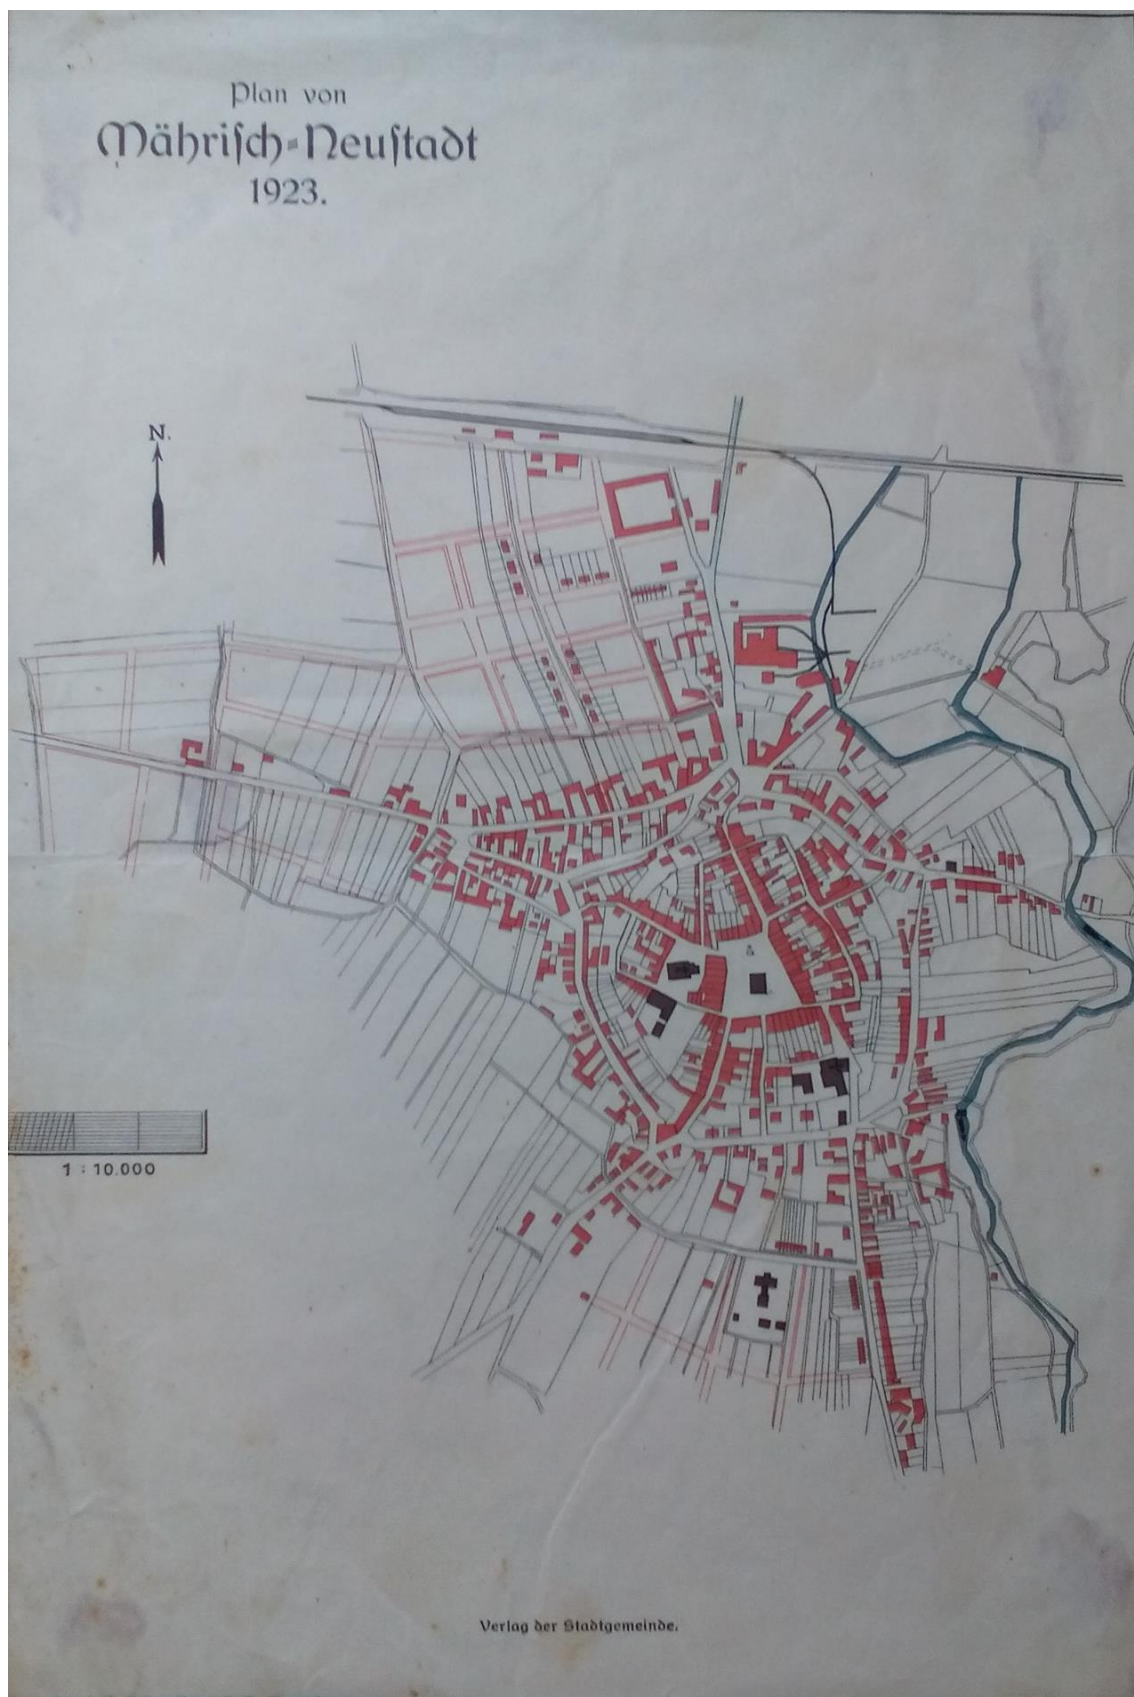 Plan von
Mähriſch-Neuſtadt
1923.
N.
1 : 10.000
Verlag der Stadtgemeinde.